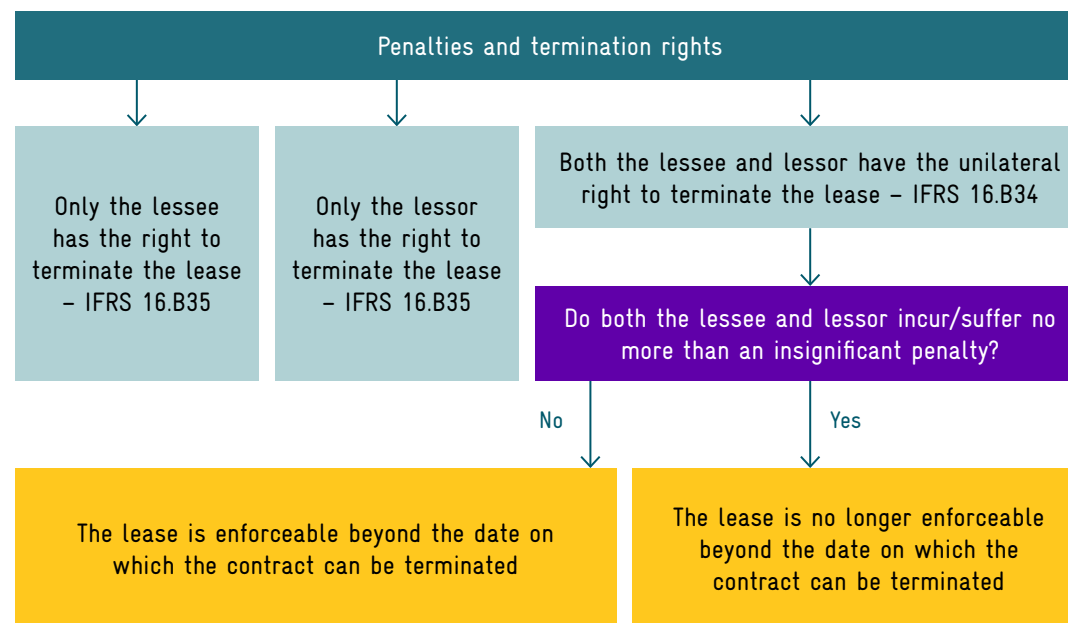 Penalties and termination rights
Only the lessee
has the right to
terminate the lease
– IFRS 16.B35
Only the lessor
has the right to
terminate the lease
– IFRS 16.B35
Both the lessee and lessor have the unilateral
right to terminate the lease – IFRS 16.B34
Do both the lessee and lessor incur/suffer no
more than an insignificant penalty?
No
Yes
The lease is enforceable beyond the date on
which the contract can be terminated
The lease is no longer enforceable
beyond the date on which the
contract can be terminated